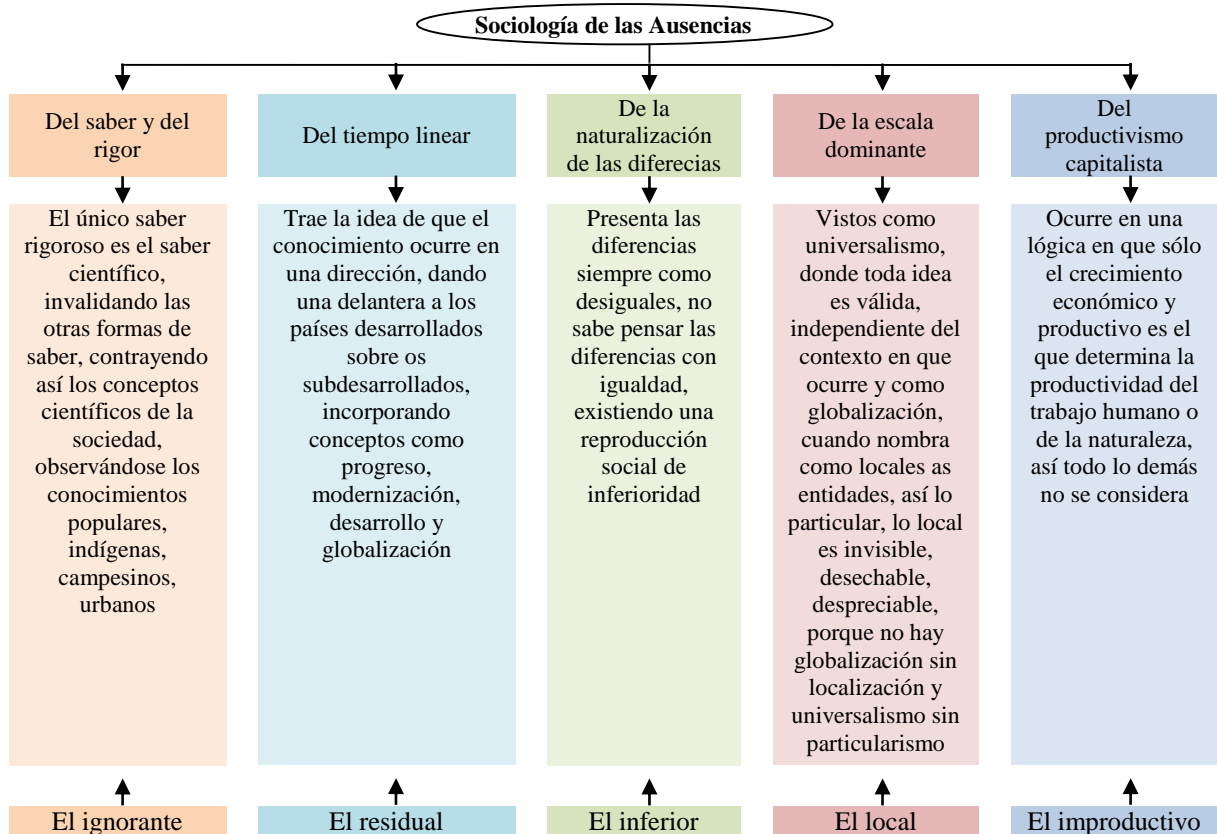 Sociología de las Ausencias
Del saber y del
rigor
Del tiempo linear
De la
naturalización
de las diferecias
De la escala
dominante
Del
productivismo
capitalista
El único saber
rigoroso es el saber
científico,
invalidando las
otras formas de
saber, contrayendo
así los conceptos
científicos de la
sociedad,
observándose los
conocimientos
populares,
indígenas,
campesinos,
urbanos
Trae la idea de que el
conocimiento ocurre en
una dirección, dando
una delantera a los
países desarrollados
sobre os
subdesarrollados,
incorporando
conceptos como
progreso,
modernización,
desarrollo y
globalización
Presenta las
diferencias
siempre como
desiguales, no
sabe pensar las
diferencias con
igualdad,
existiendo una
reproducción
social de
inferioridad
Vistos como
universalismo,
donde toda idea
es válida,
independiente del
contexto en que
ocurre y como
globalización,
cuando nombra
como locales as
entidades, así lo
particular, lo local
es invisible,
desechable,
despreciable,
porque no hay
globalización sin
localización y
universalismo sin
particularismo
Ocurre en una
lógica en que sólo
el crecimiento
económico y
productivo es el
que determina la
productividad del
trabajo humano o
de la naturaleza,
así todo lo demás
no se considera
El ignorante
El residual
El inferior
El local
El improductivo